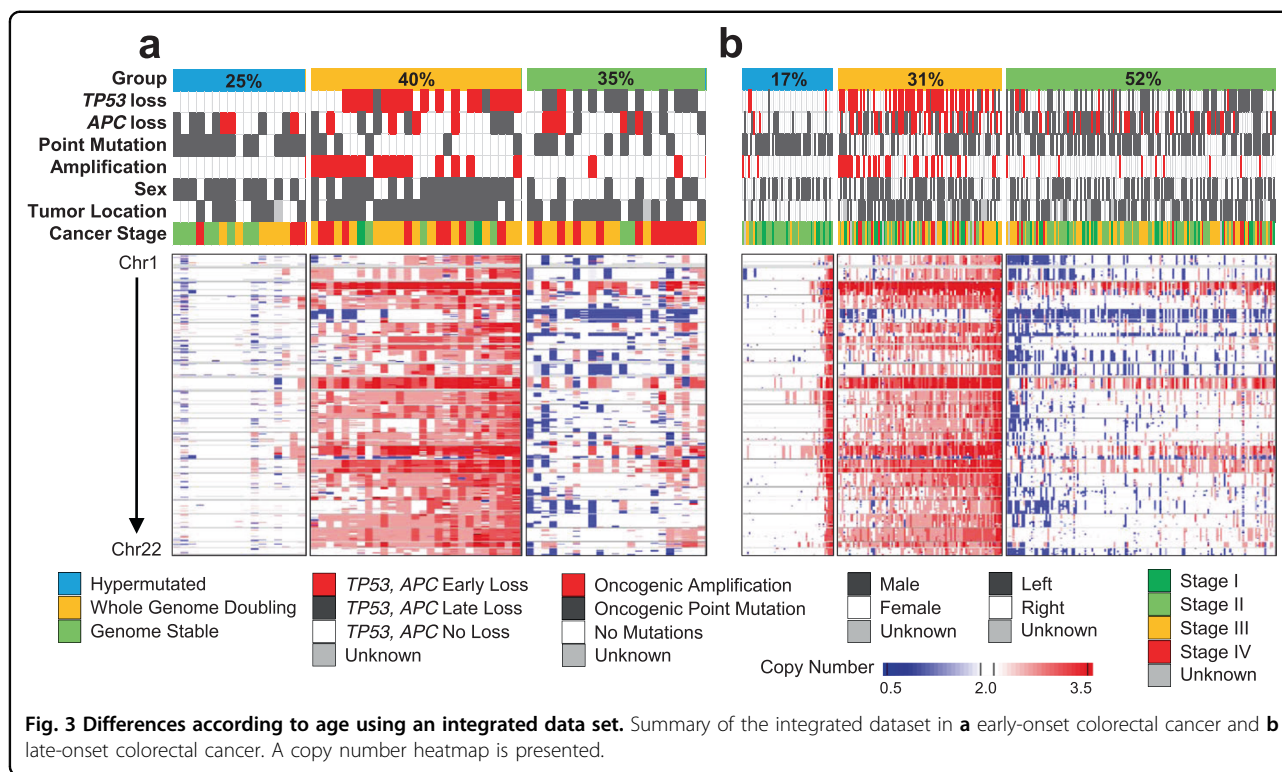 a
b
Group
25%
40%
35%
17%
31%
52%
TP53 loss
APC loss
Point Mutation
Amplification
Sex
Tumor Location
Cancer Stage
Chr1
Chr22
Hypermutated
Whole Genome Doubling
Genome Stable
TP53, APC Early Loss
TP53, APC Late Loss
TP53, APC No Loss
Unknown
Oncogenic Amplification
Oncogenic Point Mutation
No Mutations
Unknown
Male
Female
Unknown
Left
Right
Unknown
Stage I
Stage II
Stage III
Stage IV
Unknown
Copy Number
0.5 2.0 3.5
Fig. 3 Differences according to age using an integrated data set. Summary of the integrated dataset in a early-onset colorectal cancer and b
late-onset colorectal cancer. A copy number heatmap is presented.